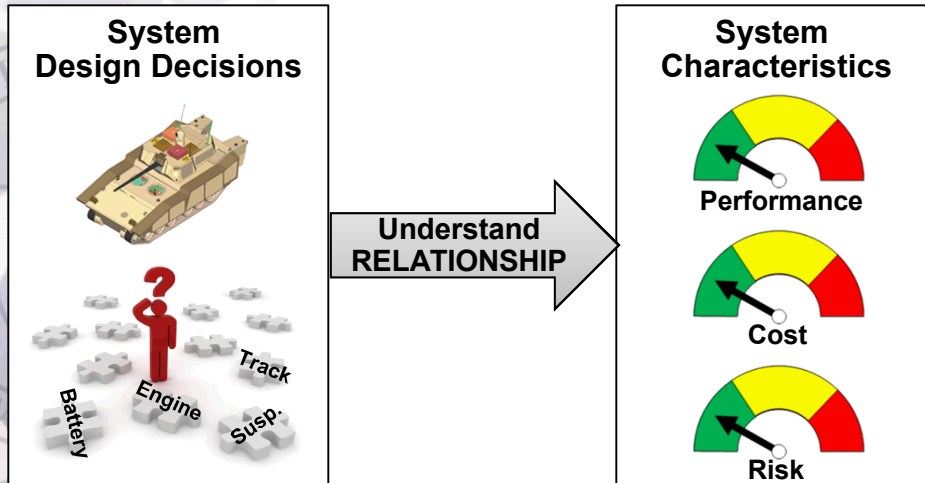 System
Design Decisions
?
Battery
Engine
Track
Susp.
Understand
RELATIONSHIP
System
Characteristics
Performance
Cost
Risk